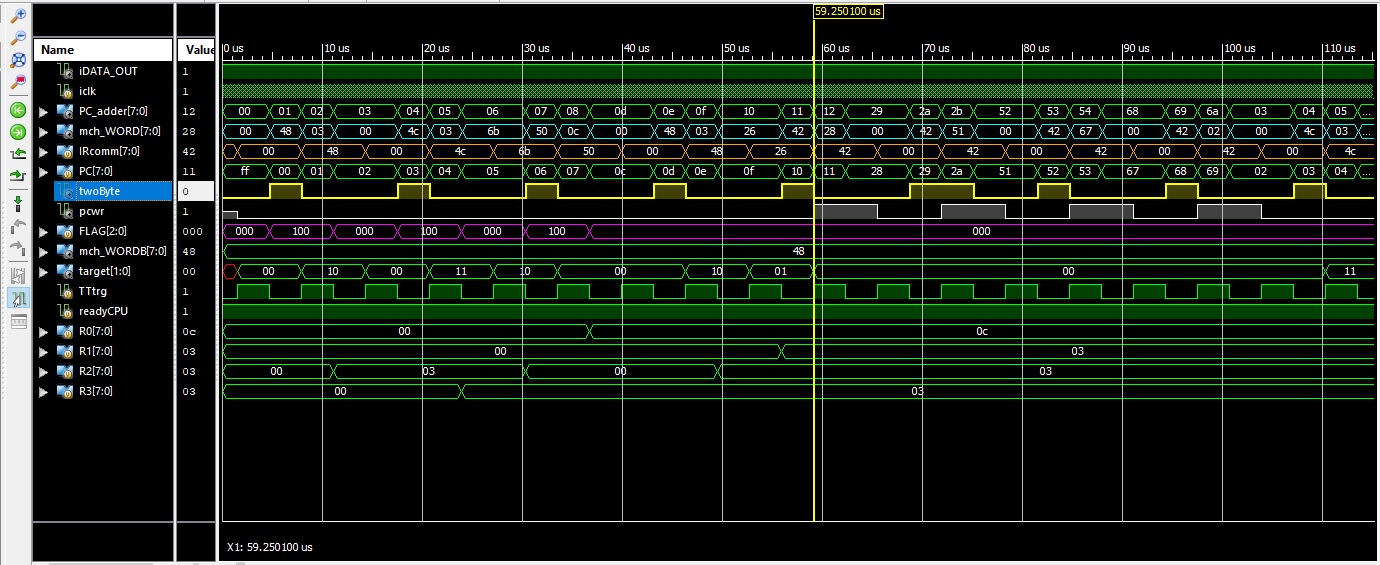 59.250100 us
Name Value 0 us 10 us 20 us 30 us 40 us 50 us 60 us 70 us 80 us 90 us 100 us 110 us
iDATA_OUT 1
iclk 1
PC_adder[7:0] 12 00 01 02 03 04 05 06 07 08 0d 0e 0f 10 11 12 29 2a 2b 52 53 54 68 69 6a 03 04 05 ...
mch_WORD[7:0] 28 00 48 03 00 4c 03 6b 50 0c 00 48 03 26 42 28 00 42 51 00 42 67 00 42 02 00 4c 03 ...
IRcomm[7:0] 42 00 48 00 4c 6b 50 00 48 26 42 00 42 00 42 00 42 00 4c
PC[7:0] 11 ff 00 01 02 03 04 05 06 07 0c 0d 0e 0f 10 11 28 29 2a 51 52 53 67 68 69 02 03 04 ...
twoByte 0
pcwr 1
FLAG[2:0] 000 000 100 000 100 000 100 000
mch_WORDB[7:0] 48 48
target[1:0] 00 00 10 00 11 10 00 10 01 00 11
TTtrg 1
readyCPU 1
R0[7:0] 0c 00 0c
R1[7:0] 03 00 03
R2[7:0] 03 00 03 00 03
R3[7:0] 03 00 03
X1: 59.250100 us